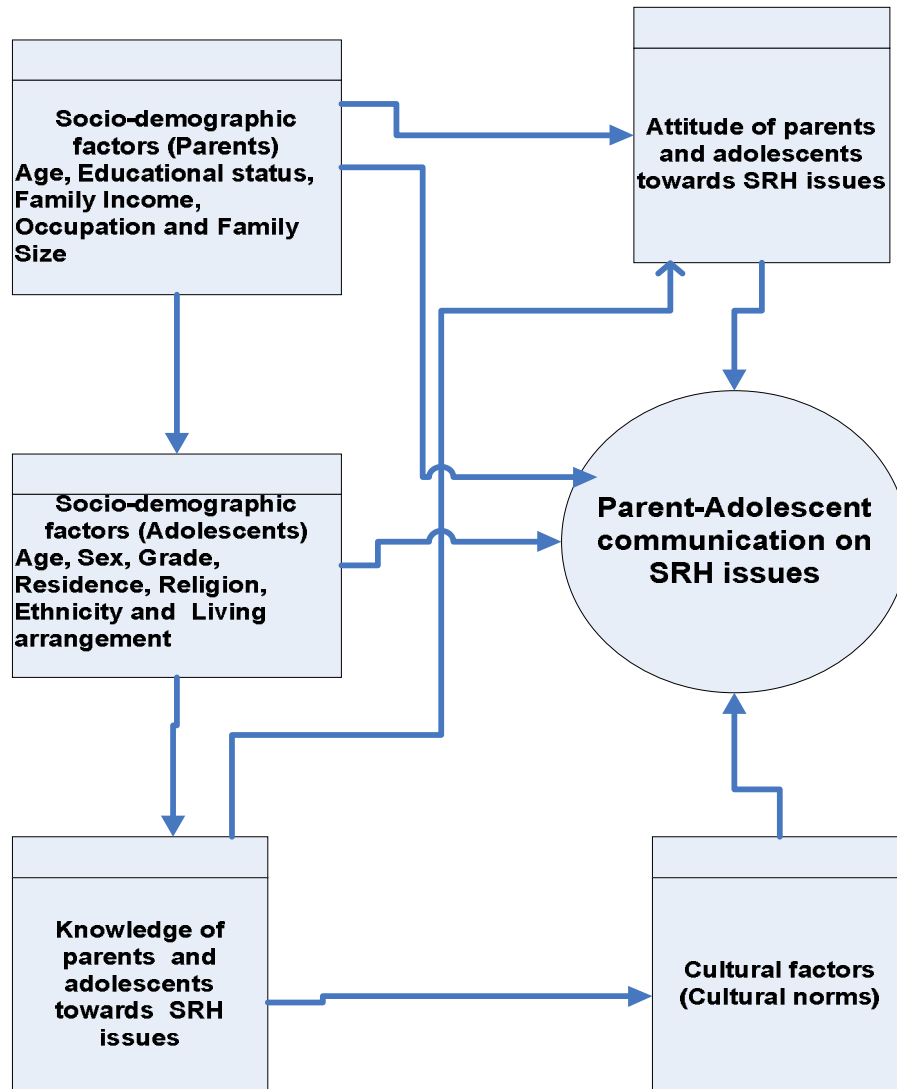 Socio-demographic
factors (Parents)
Age, Educational status,
Family Income,
Occupation and Family
Size
Attitude of parents
and adolescents
towards SRH issues
Socio-demographic
factors (Adolescents)
Age, Sex, Grade,
Residence, Religion,
Ethnicity and Living
arrangement
Parent-Adolescent
communication on
SRH issues
Knowledge of
parents and
adolescents
towards SRH
issues
Cultural factors
(Cultural norms)